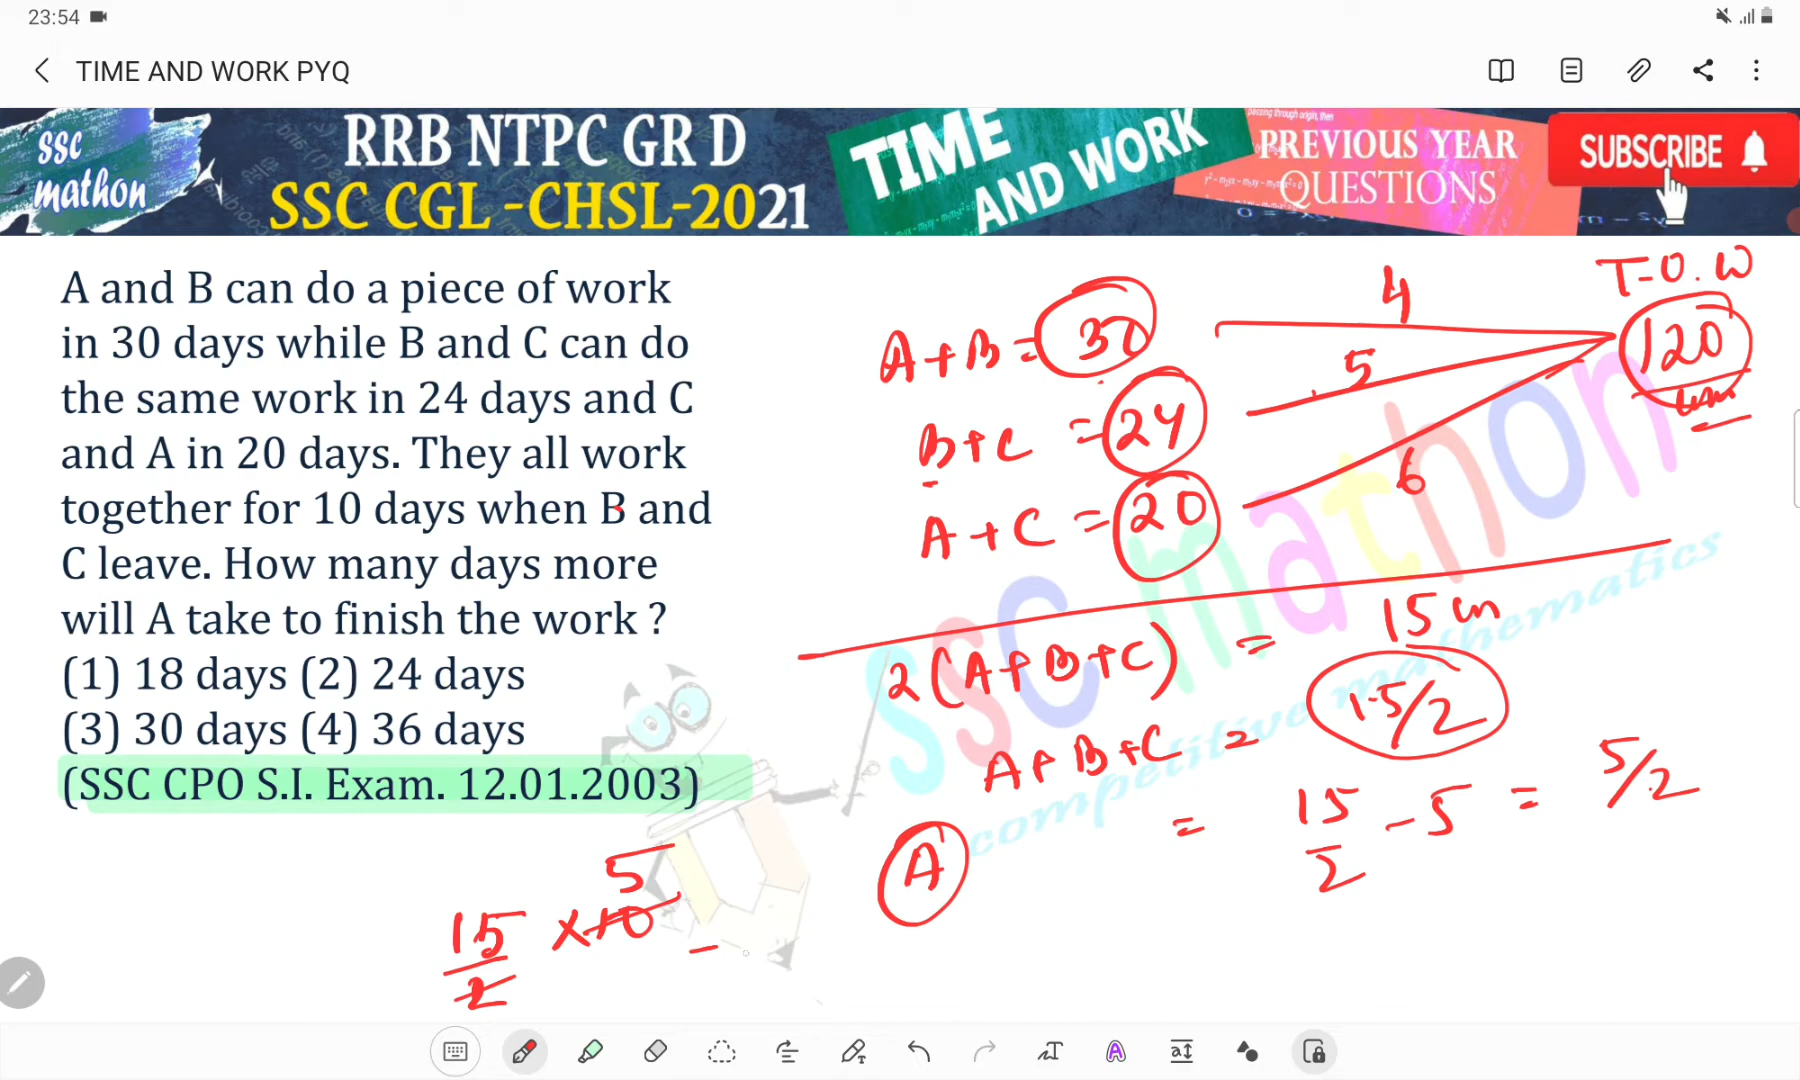 23:54
TIME AND WORK PYQ
ssc
mathon
RRB NTPC GR D
SSC CGL -CHSL-2021
TIME
AND WORK
PREVIOUS YEAR
QUESTIONS
SUBSCRIBE
A and B can do a piece of work
in 30 days while B and C can do
the same work in 24 days and C
and A in 20 days. They all work
together for 10 days when B and
C leave. How many days more
will A take to finish the work ?
(1) 18 days (2) 24 days
(3) 30 days (4) 36 days
(SSC CPO S.I. Exam. 12.01.2003)
T.O.W
A+B = 30
4
120
B+C = 24
5
A+C = 20
6
2(A+B+C) = 15
A+B+C = 15/2
A = 15/2 - 5 = 5/2
15/2 × 10 5 =
ssc mathon
competitive mathematics